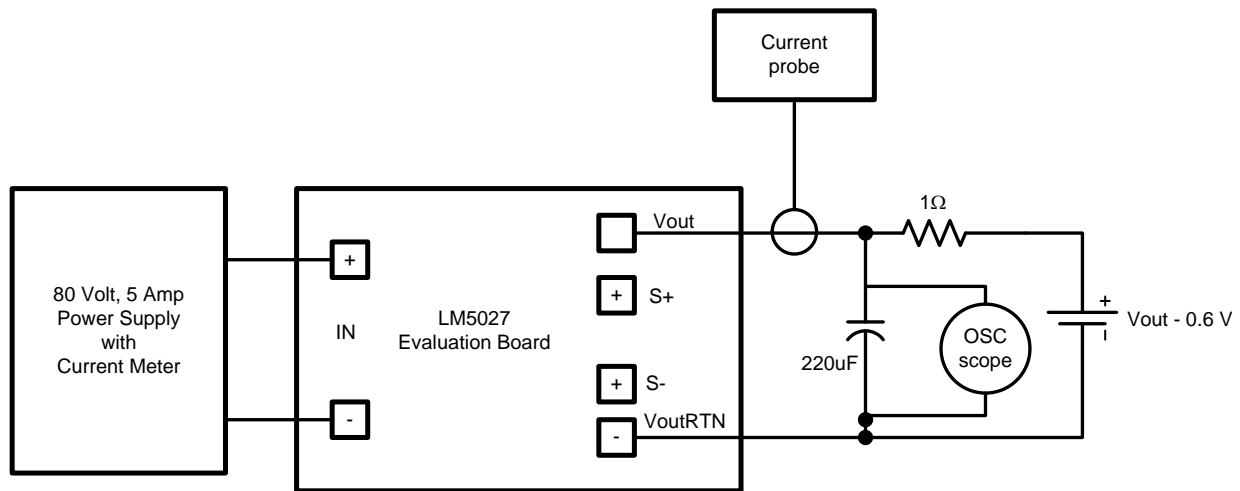 Current
probe
1Ω
Vout
+
+
S+
+
80 Volt, 5 Amp
Power Supply
with
Current Meter
IN
LM5027
Evaluation Board
OSC
scope
Vout - 0.6 V
220uF
+
S-
-
VoutRTN
-